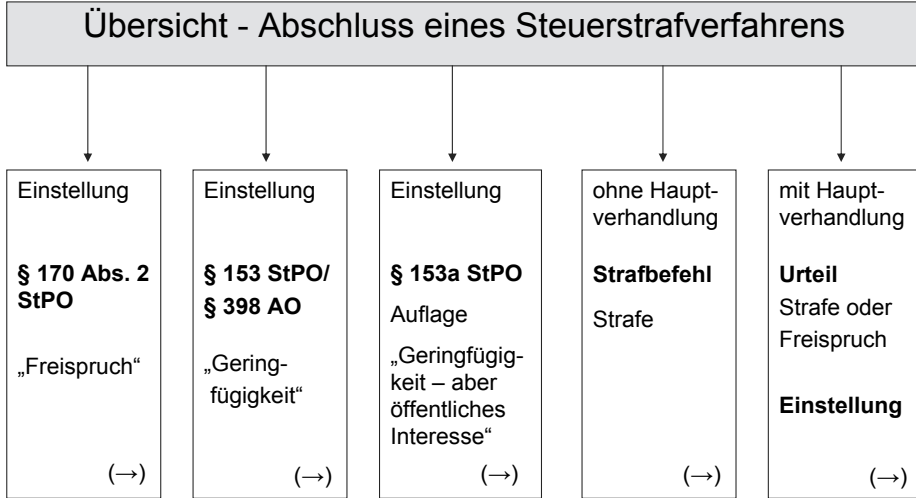 Übersicht - Abschluss eines Steuerstrafverfahrens
Einstellung
§ 170 Abs. 2
StPO
„Freispruch“
(→)
Einstellung
§ 153 StPO/
§ 398 AO
„Gering-
fügigkeit“
(→)
Einstellung
§ 153a StPO
Auflage
„Geringfügig-
keit – aber
öffentliches
Interesse“
(→)
ohne Haupt-
verhandlung
Strafbefehl
Strafe
(→)
mit Haupt-
verhandlung
Urteil
Strafe oder
Freispruch
Einstellung
(→)